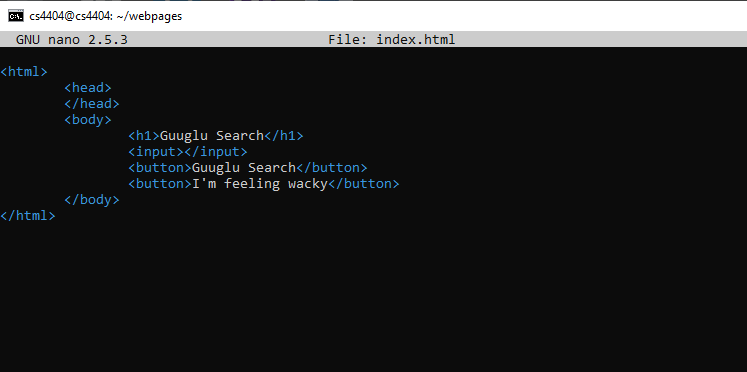 cs4404@cs4404: ~/webpages
GNU nano 2.5.3 File: index.html
<html>
<head>
</head>
<body>
<h1>Guuglu Search</h1>
<input></input>
<button>Guuglu Search</button>
<button>I'm feeling wacky</button>
</body>
</html>